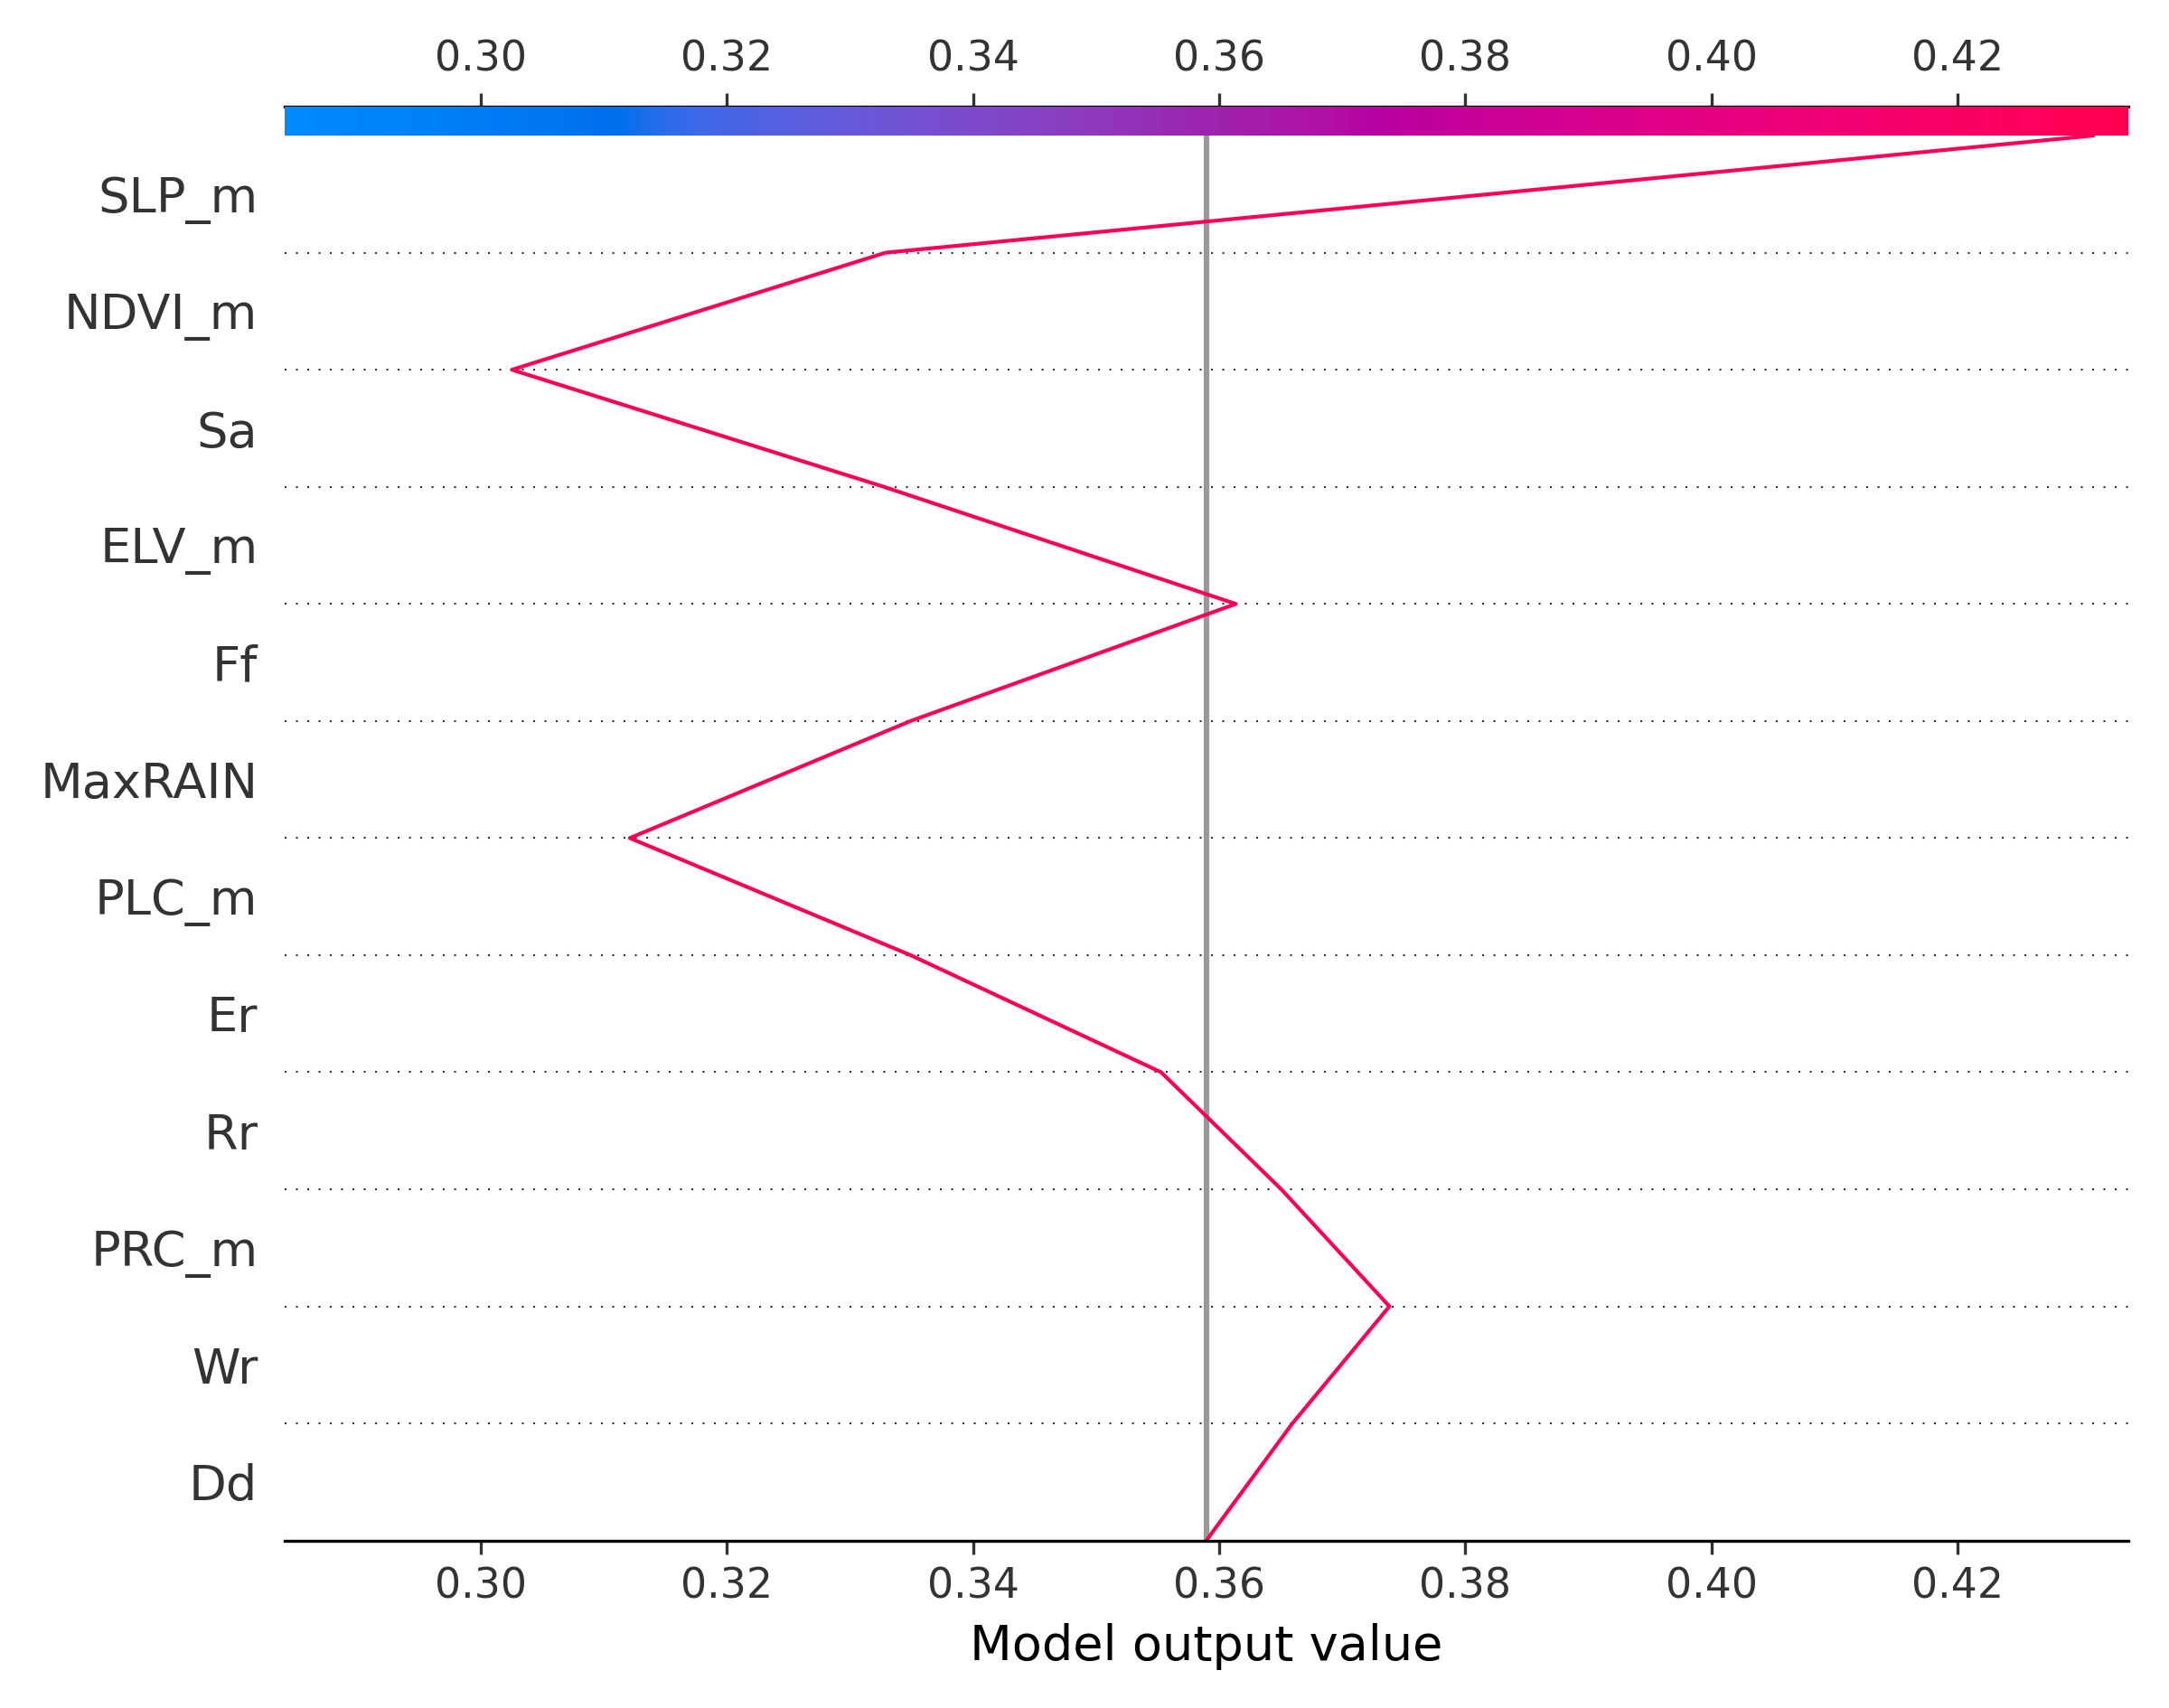 0.30 0.32 0.34 0.36 0.38 0.40 0.42
SLP_m
NDVI_m
Sa
ELV_m
Ff
MaxRAIN
PLC_m
Er
Rr
PRC_m
Wr
Dd
0.30 0.32 0.34 0.36 0.38 0.40 0.42
Model output value